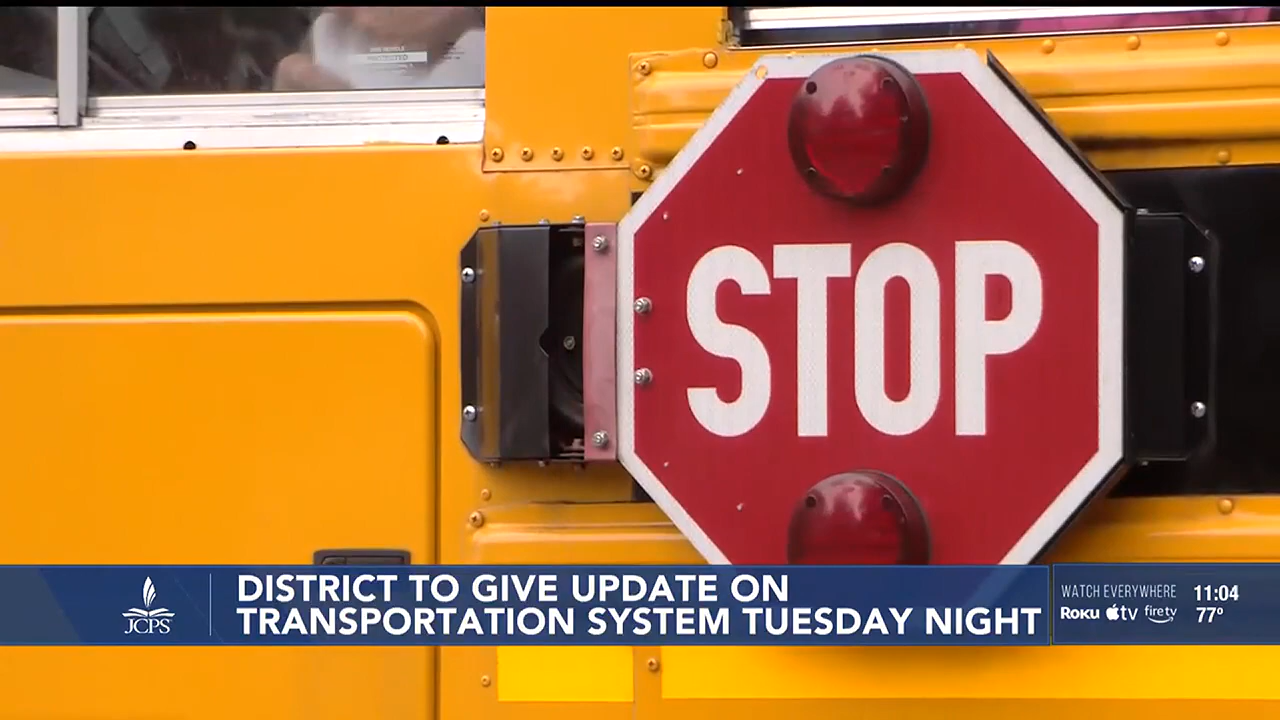 STOP
JCPS
DISTRICT TO GIVE UPDATE ON
TRANSPORTATION SYSTEM TUESDAY NIGHT
WATCH EVERYWHERE
Roku tv firetv
11:04
77°